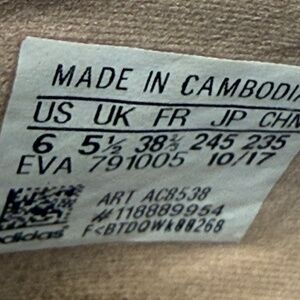 MADE IN CAMBODIA
US UK FR JP CHN
6 5½ 38⅔ 245 235
EVA 791005 10/17
ART AC8538
#118889954
adidas F<BTDQWk88268